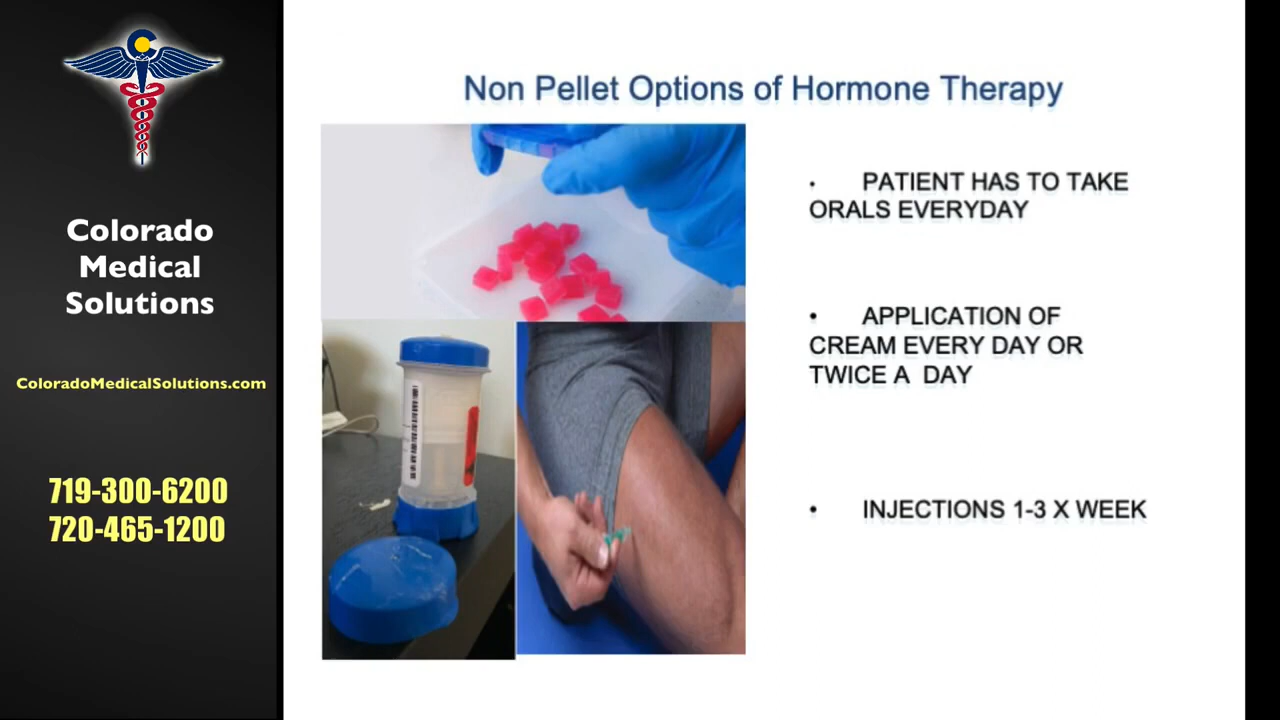 Colorado
Medical
Solutions
ColoradoMedicalSolutions.com
719-300-6200
720-465-1200
Non Pellet Options of Hormone Therapy
• PATIENT HAS TO TAKE
ORALS EVERYDAY
• APPLICATION OF
CREAM EVERY DAY OR
TWICE A DAY
• INJECTIONS 1-3 X WEEK